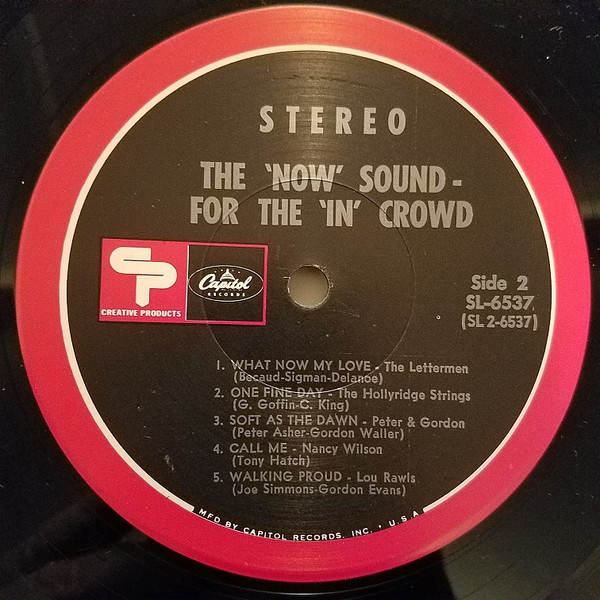 STEREO
THE 'NOW' SOUND -
FOR THE 'IN' CROWD
CP
CREATIVE PRODUCTS
Capitol
RECORDS
Side 2
SL-6537
(SL 2-6537)
1. WHAT NOW MY LOVE - The Lettermen
(Becaud-Sigman-Delanoe)
2. ONE FINE DAY - The Hollyridge Strings
(G. Goffin-C. King)
3. SOFT AS THE DAWN - Peter & Gordon
(Peter Asher-Gordon Waller)
4. CALL ME - Nancy Wilson
(Tony Hatch)
5. WALKING PROUD - Lou Rawls
(Joe Simmons-Gordon Evans)
MFD BY CAPITOL RECORDS, INC. • U.S.A